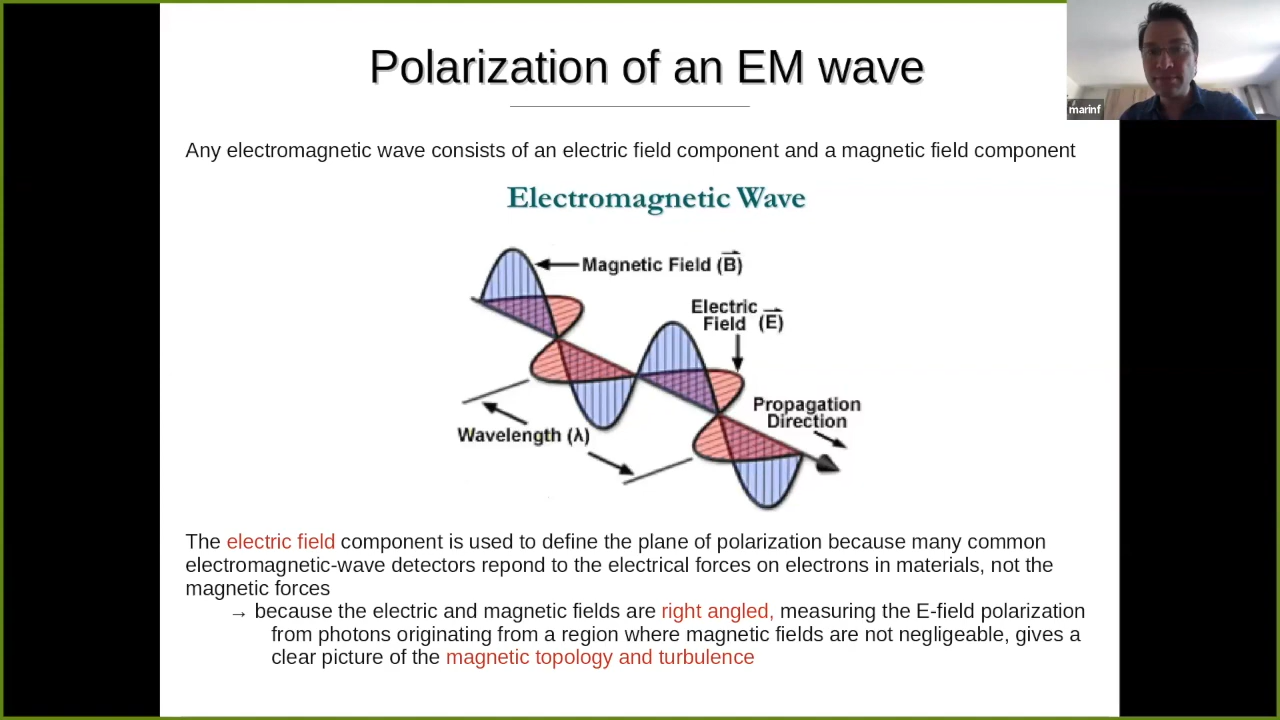 Polarization of an EM wave
marinf
Any electromagnetic wave consists of an electric field component and a magnetic field component
Electromagnetic Wave
Magnetic Field (B⃗)
Electric
Field (E⃗)
Propagation
Direction
Wavelength (λ)
The electric field component is used to define the plane of polarization because many common
electromagnetic-wave detectors repond to the electrical forces on electrons in materials, not the
magnetic forces
→ because the electric and magnetic fields are right angled, measuring the E-field polarization
from photons originating from a region where magnetic fields are not negligeable, gives a
clear picture of the magnetic topology and turbulence